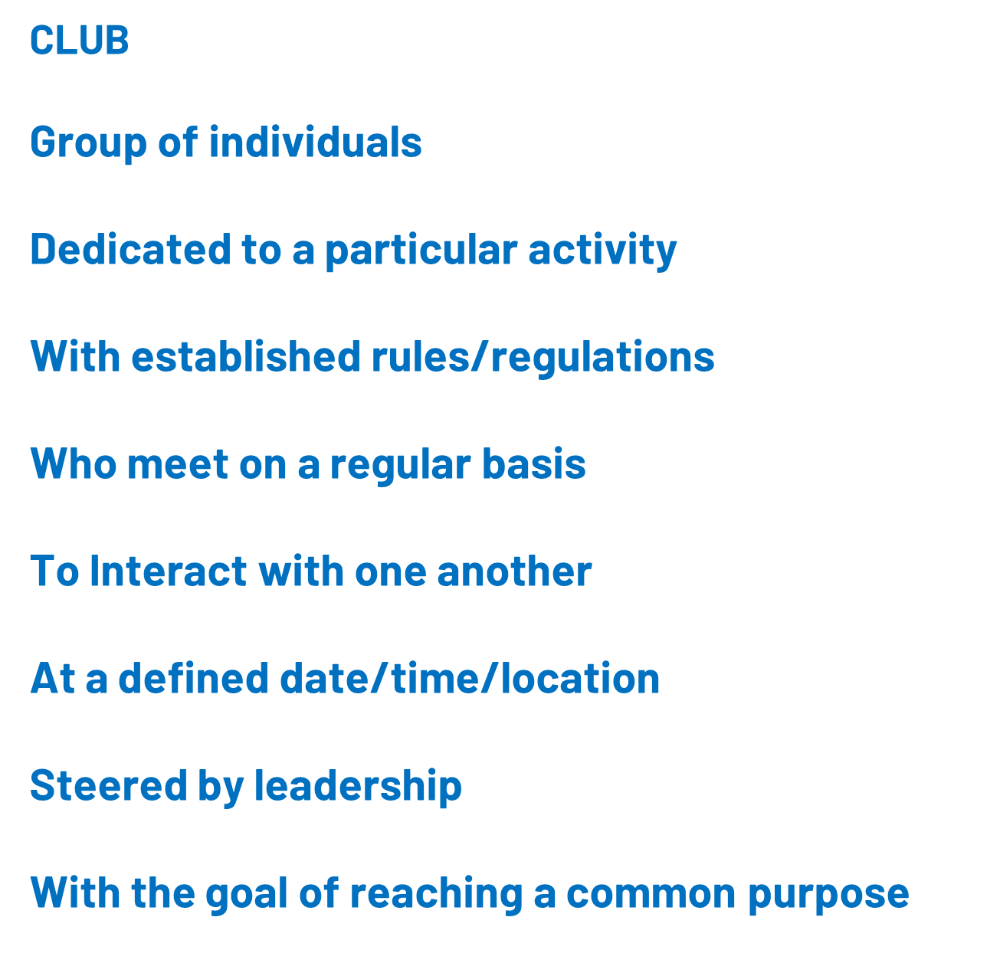 CLUB
Group of individuals
Dedicated to a particular activity
With established rules/regulations
Who meet on a regular basis
To Interact with one another
At a defined date/time/location
Steered by leadership
With the goal of reaching a common purpose